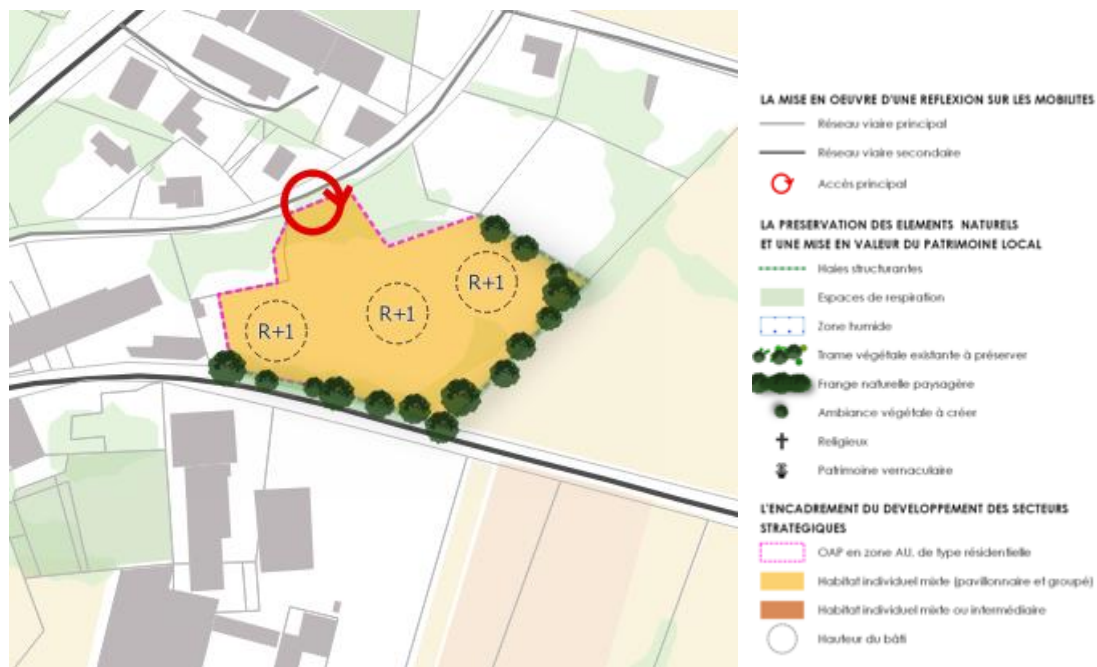 R+1
R+1
R+1
LA MISE EN OEUVRE D'UNE REFLEXION SUR LES MOBILITES
Réseau viaire principal
Réseau viaire secondaire
Accès principal
LA PRESERVATION DES ELEMENTS NATURELS
ET UNE MISE EN VALEUR DU PATRIMOINE LOCAL
Haies structurantes
Espaces de respiration
Zone humide
Trame végétale existante à préserver
Frange naturelle paysagère
Ambiance végétale à créer
Religieux
Patrimoine vernaculaire
L'ENCADREMENT DU DEVELOPPEMENT DES SECTEURS
STRATEGIQUES
OAP en zone AU. de type résidentielle
Habitat individuel mixte (pavillonnaire et groupé)
Habitat individuel mixte ou intermédiaire
Hauteur du bâti